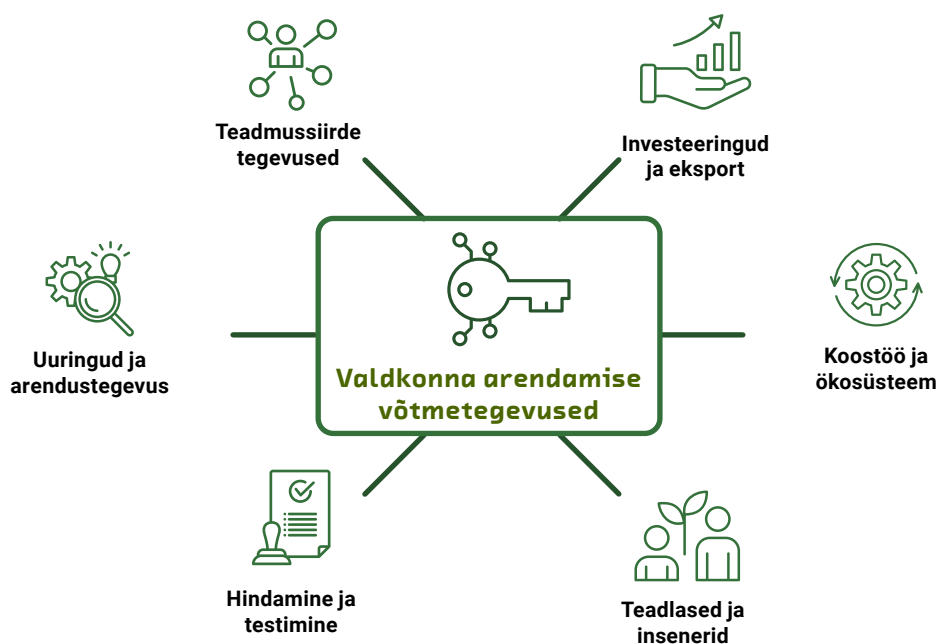 Teadmussiirde
tegevused
Investeeringud
ja eksport
Uuringud ja
arendustegevus
Valdkonna arendamise
võtmetegevused
Koostöö ja
ökosüsteem
Hindamine ja
testimine
Teadlased ja
insenerid